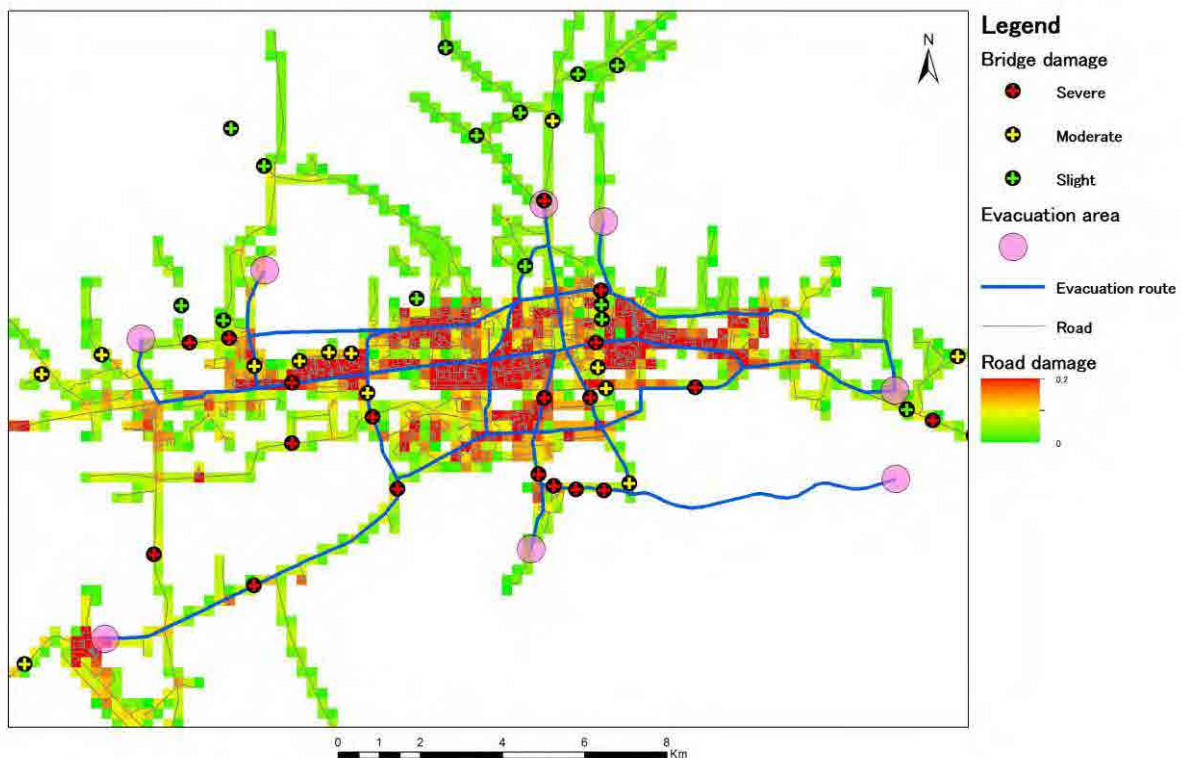 N
Legend
Bridge damage
Severe
Moderate
Slight
Evacuation area
Evacuation route
Road
Road damage
0.2
0
0 1 2 4 6 8
Km